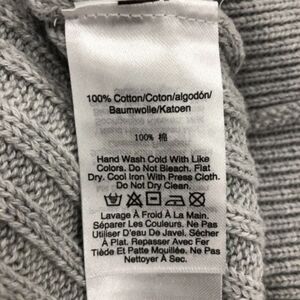 100% Cotton/Coton/algodón/
Baumwolle/Katoen
100% 棉
Hand Wash Cold With Like
Colors. Do Not Bleach. Flat
Dry. Cool Iron With Press Cloth.
Do Not Dry Clean.
Lavage À Froid À La Main.
Séparer Les Couleurs. Ne Pas
Utiliser D'Eau De Javel. Sécher
À Plat. Repasser Avec Fer
Tiède Et Patte Mouillée. Ne Pas
Nettoyer À Sec.